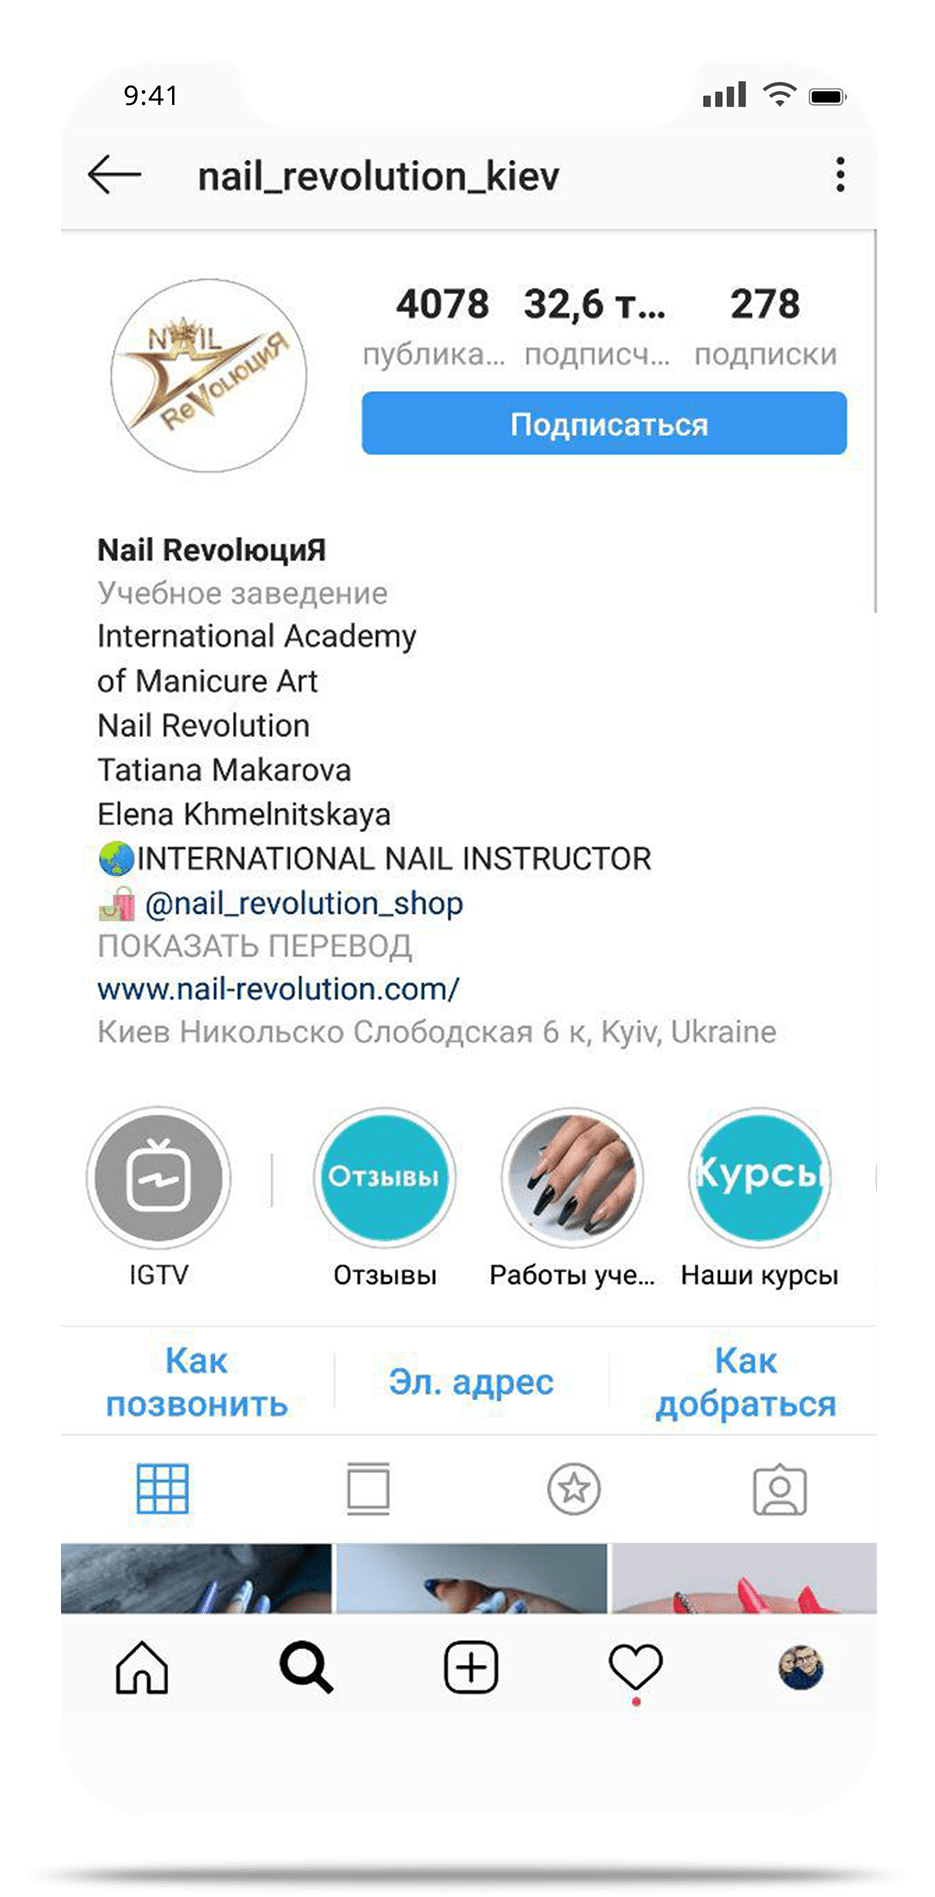 9:41
nail_revolution_kiev
NAIL
ReVolюциЯ
4078 32,6 т... 278
публика... подписч... подписки
Подписаться
Nail RevolюциЯ
Учебное заведение
International Academy
of Manicure Art
Nail Revolution
Tatiana Makarova
Elena Khmelnitskaya
🌏INTERNATIONAL NAIL INSTRUCTOR
🛍 @nail_revolution_shop
ПОКАЗАТЬ ПЕРЕВОД
www.nail-revolution.com/
Киев Никольско Слободская 6 к, Kyiv, Ukraine
Отзывы Курсы
IGTV Отзывы Работы уче... Наши курсы
Как позвонить
Эл. адрес
Как добраться